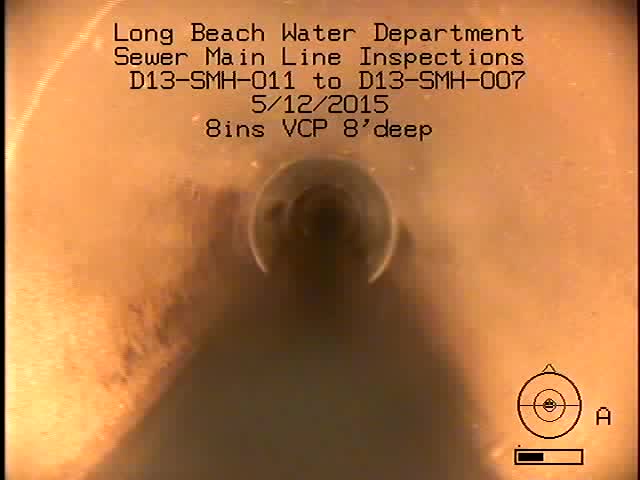 Long Beach Water Department
Sewer Main Line Inspections
D13-SMH-011 to D13-SMH-007
5/12/2015
8ins VCP 8'deep
A